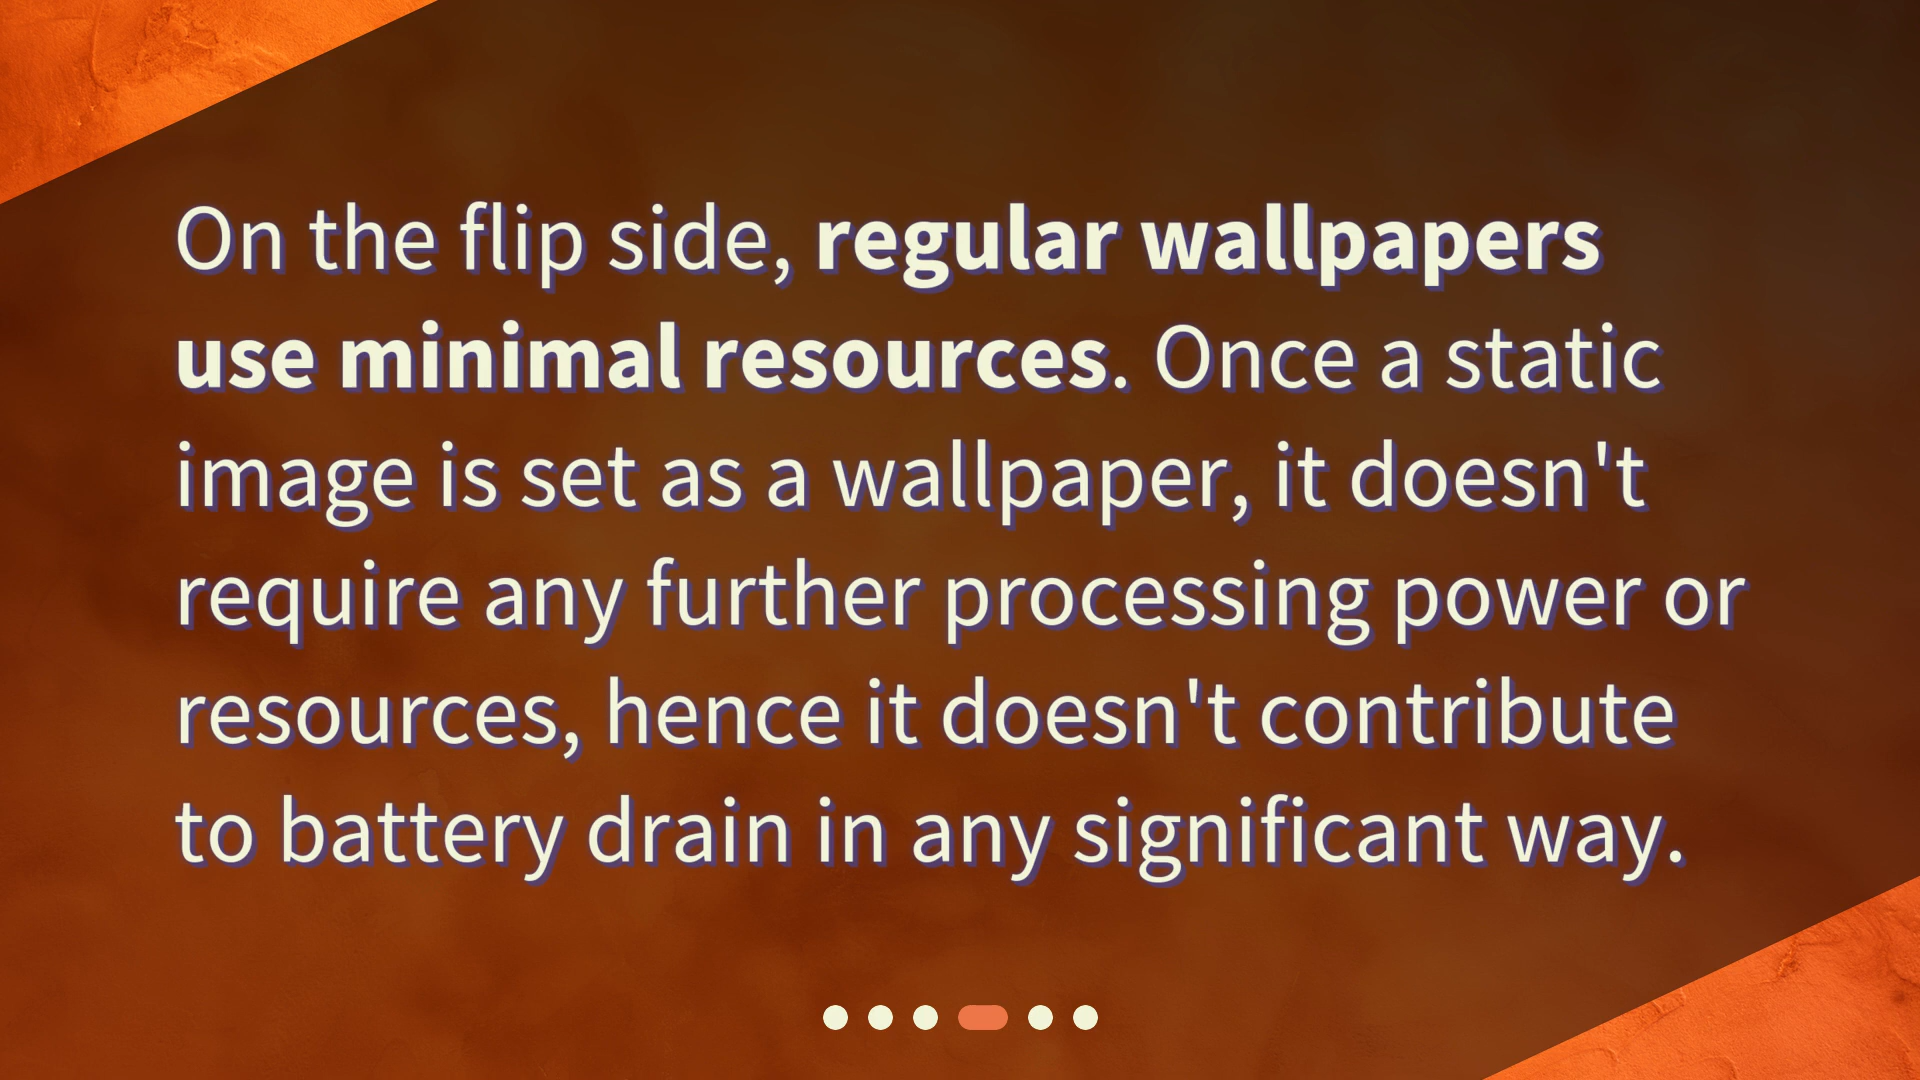 On the flip side, regular wallpapers
use minimal resources. Once a static
image is set as a wallpaper, it doesn't
require any further processing power or
resources, hence it doesn't contribute
to battery drain in any significant way.